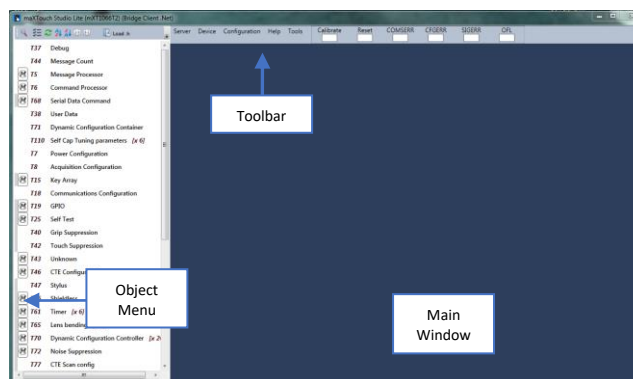 maXTouch Studio Lite (mXT1066T2) (Bridge Client .Net)
Load »
Server Device Configuration Help Tools Calibrate Reset COMSERR CFGERR SIGERR OFL
T37 Debug
T44 Message Count
T5 Message Processor
T6 Command Processor
T68 Serial Data Command
T38 User Data
T71 Dynamic Configuration Container
T110 Self Cap Tuning parameters [x 6]
T7 Power Configuration
T8 Acquisition Configuration
T15 Key Array
T18 Communications Configuration
T19 GPIO
T25 Self Test
T40 Grip Suppression
T42 Touch Suppression
T43 Unknown
T46 CTE Configu
T47 Stylus
Shieldless
T61 Timer [x 6]
T65 Lens bending
T70 Dynamic Configuration Controller [x 2
T72 Noise Suppression
T77 CTE Scan config
Toolbar
Object
Menu
Main
Window